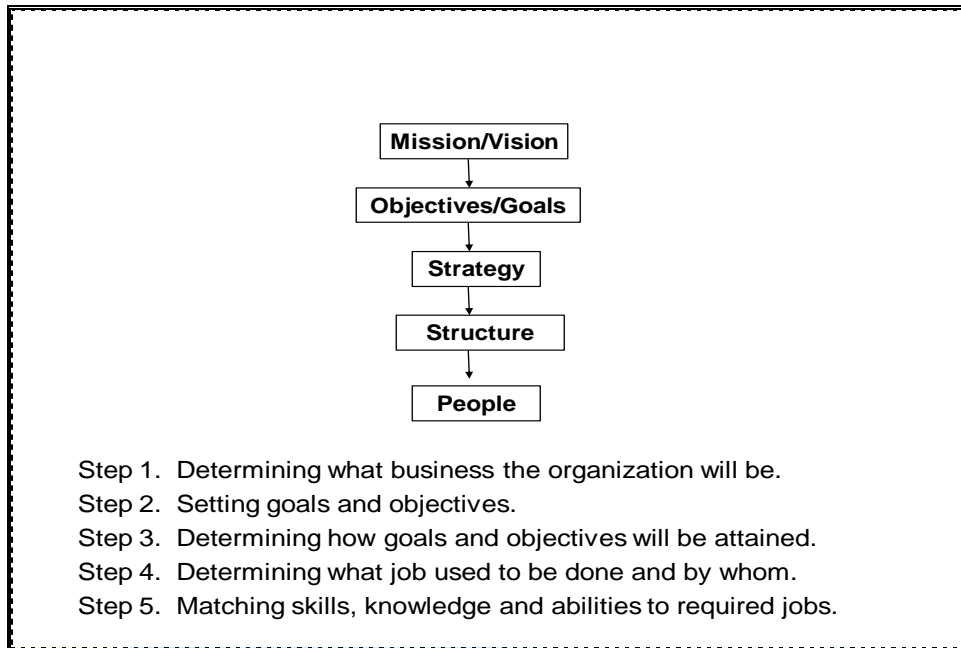 Mission/Vision
Objectives/Goals
Strategy
Structure
People
Step 1. Determining what business the organization will be.
Step 2. Setting goals and objectives.
Step 3. Determining how goals and objectives will be attained.
Step 4. Determining what job used to be done and by whom.
Step 5. Matching skills, knowledge and abilities to required jobs.